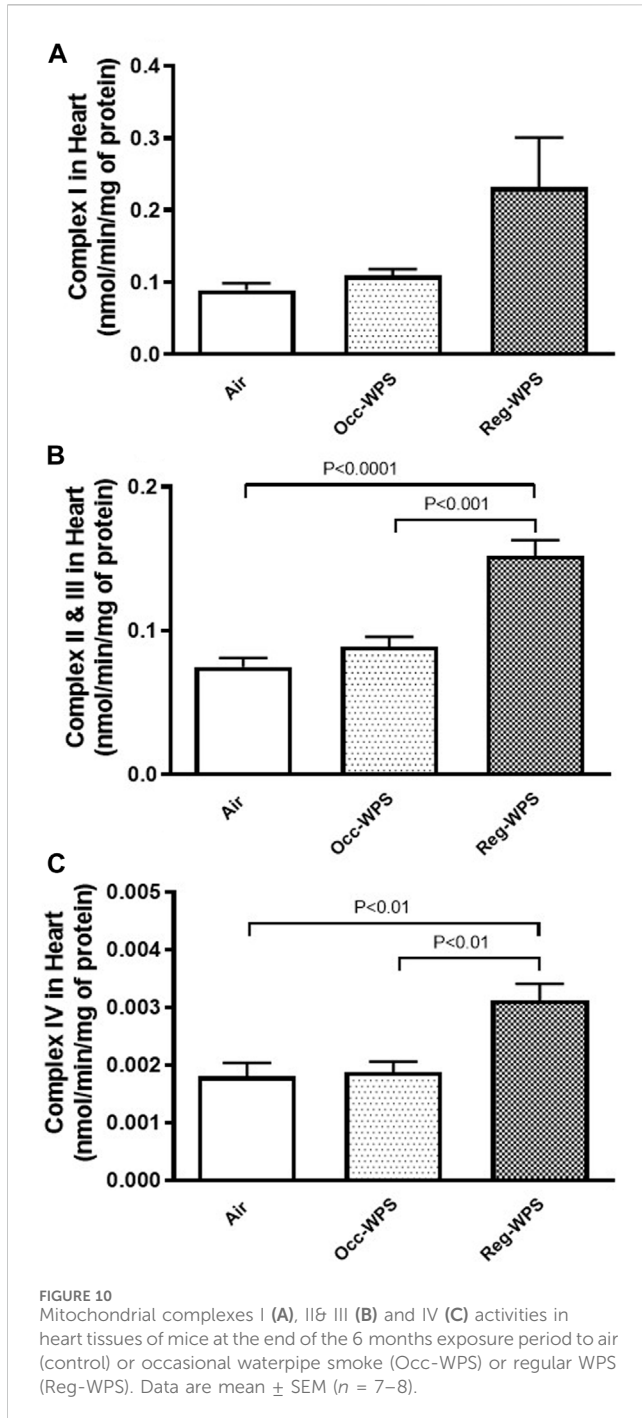 A
Complex I in Heart
(nmol/min/mg of protein)
0.4
0.3
0.2
0.1
0.0
Air
Occ-WPS
Reg-WPS
B
Complex II & III in Heart
(nmol/min/mg of protein)
0.2
0.1
0.0
P<0.0001
P<0.001
Air
Occ-WPS
Reg-WPS
C
Complex IV in Heart
(nmol/min/mg of protein)
0.005
0.004
0.003
0.002
0.001
0.000
P<0.01
P<0.01
Air
Occ-WPS
Reg-WPS
FIGURE 10
Mitochondrial complexes I (A), II& III (B) and IV (C) activities in
heart tissues of mice at the end of the 6 months exposure period to air
(control) or occasional waterpipe smoke (Occ-WPS) or regular WPS
(Reg-WPS). Data are mean ± SEM (n = 7–8).